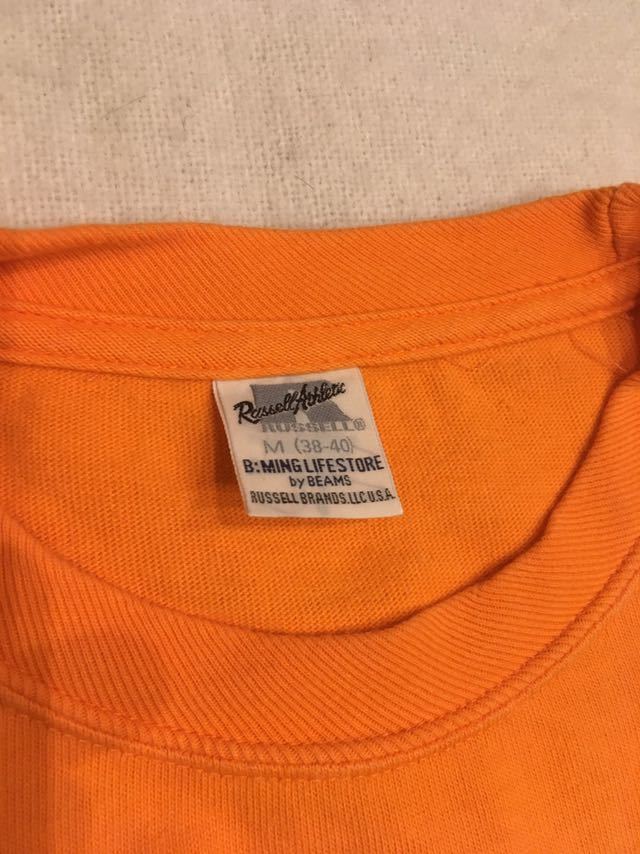 Russell Athletic
RUSSELL®
M (38-40)
B:MING LIFESTORE
by BEAMS
RUSSELL BRANDS.LLC U.S.A.